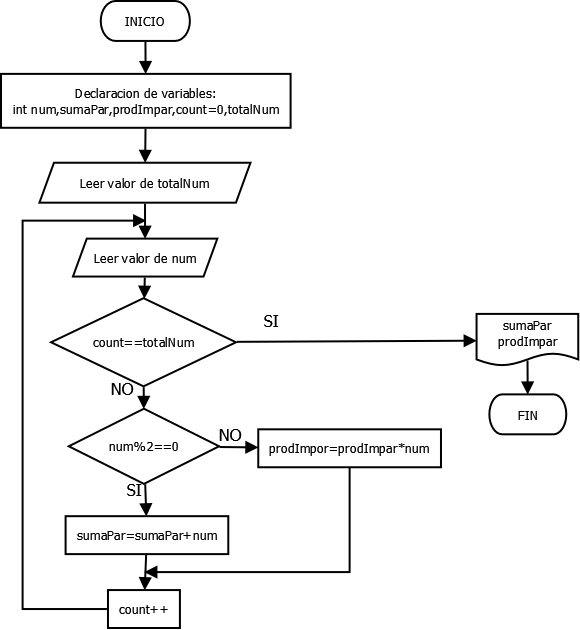 INICIO
Declaracion de variables:
int num,sumaPar,prodImpar,count=0,totalNum
Leer valor de totalNum
Leer valor de num
count==totalNum
SI
sumaPar
prodImpar
FIN
NO
num%2==0
NO
prodImpor=prodImpar*num
SI
sumaPar=sumaPar+num
count++